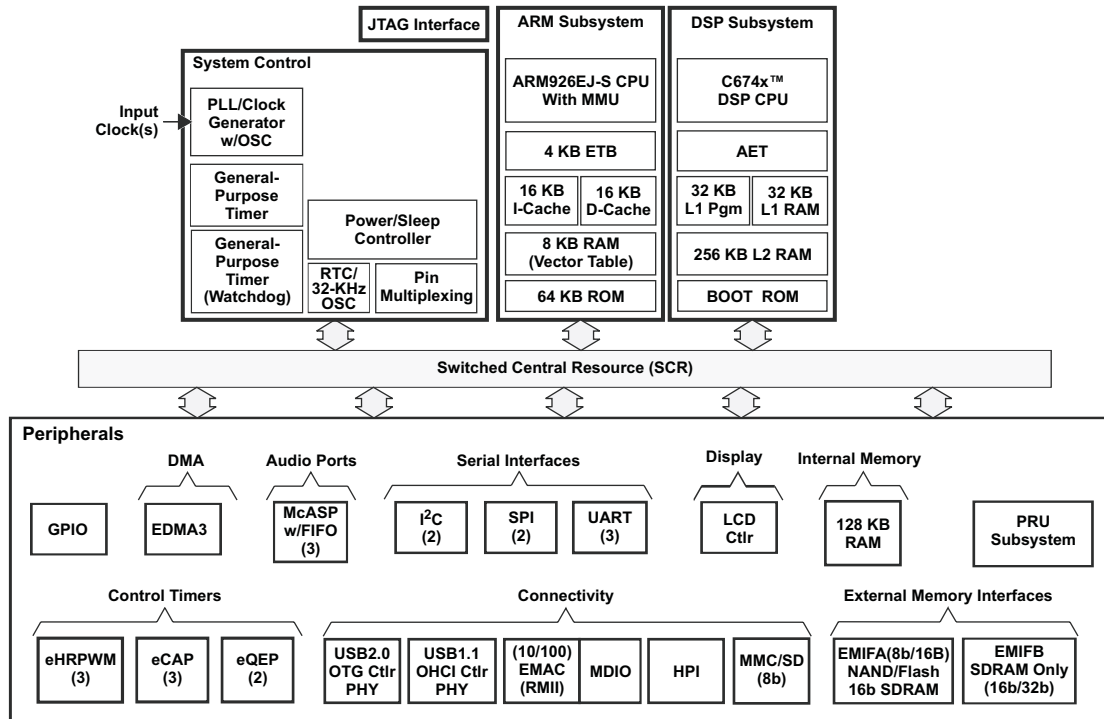 JTAG Interface
ARM Subsystem
DSP Subsystem
System Control
Input
Clock(s)
PLL/Clock
Generator
w/OSC
General-
Purpose
Timer
General-
Purpose
Timer
(Watchdog)
Power/Sleep
Controller
RTC/
32-KHz
OSC
Pin
Multiplexing
ARM926EJ-S CPU
With MMU
4 KB ETB
16 KB
I-Cache
16 KB
D-Cache
8 KB RAM
(Vector Table)
64 KB ROM
C674x™
DSP CPU
AET
32 KB
L1 Pgm
32 KB
L1 RAM
256 KB L2 RAM
BOOT ROM
Switched Central Resource (SCR)
Peripherals
DMA
Audio Ports
Serial Interfaces
Display
Internal Memory
GPIO
EDMA3
McASP
w/FIFO
(3)
I²C
(2)
SPI
(2)
UART
(3)
LCD
Ctlr
128 KB
RAM
PRU
Subsystem
Control Timers
Connectivity
External Memory Interfaces
eHRPWM
(3)
eCAP
(3)
eQEP
(2)
USB2.0
OTG Ctlr
PHY
USB1.1
OHCI Ctlr
PHY
(10/100)
EMAC
(RMII)
MDIO
HPI
MMC/SD
(8b)
EMIFA(8b/16B)
NAND/Flash
16b SDRAM
EMIFB
SDRAM Only
(16b/32b)